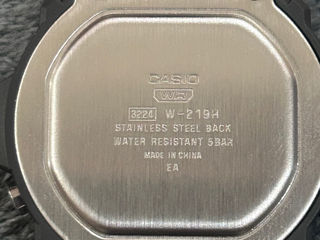 CASIO
WR
3224 W-219H
STAINLESS STEEL BACK
WATER RESISTANT 5BAR
MADE IN CHINA
EA